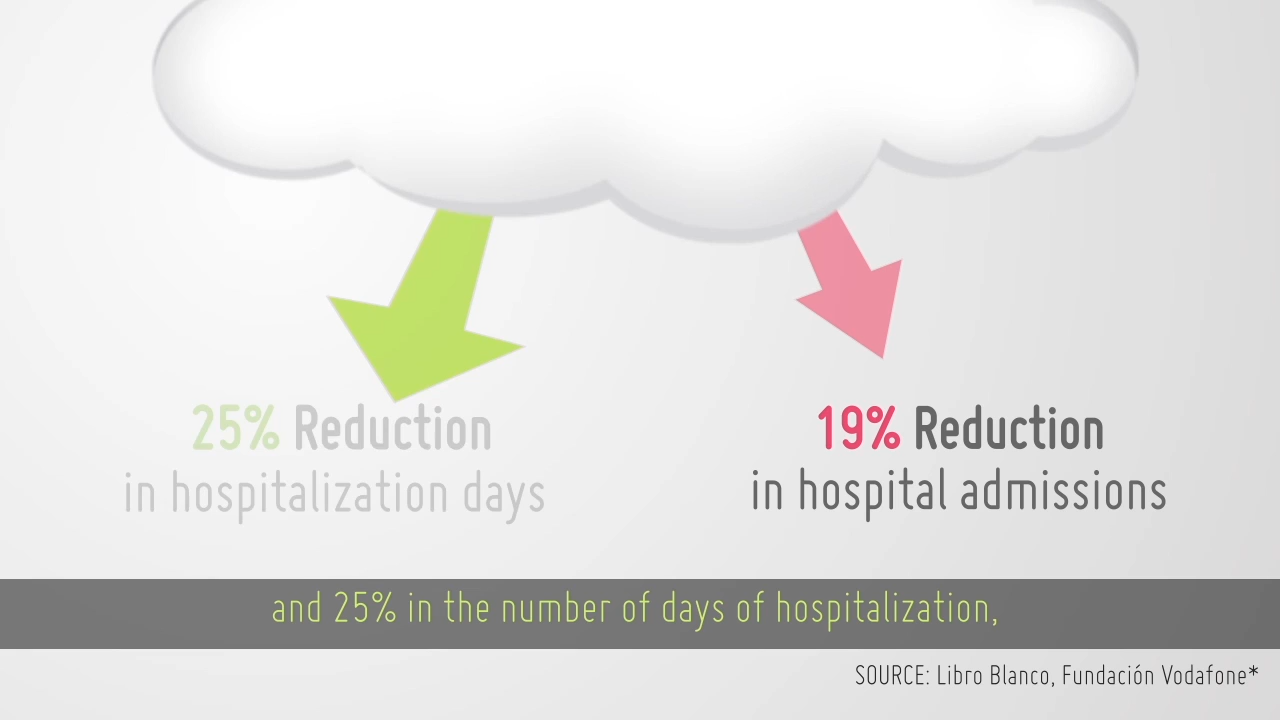 25% Reduction
in hospitalization days
19% Reduction
in hospital admissions
and 25% in the number of days of hospitalization,
SOURCE: Libro Blanco, Fundación Vodafone*